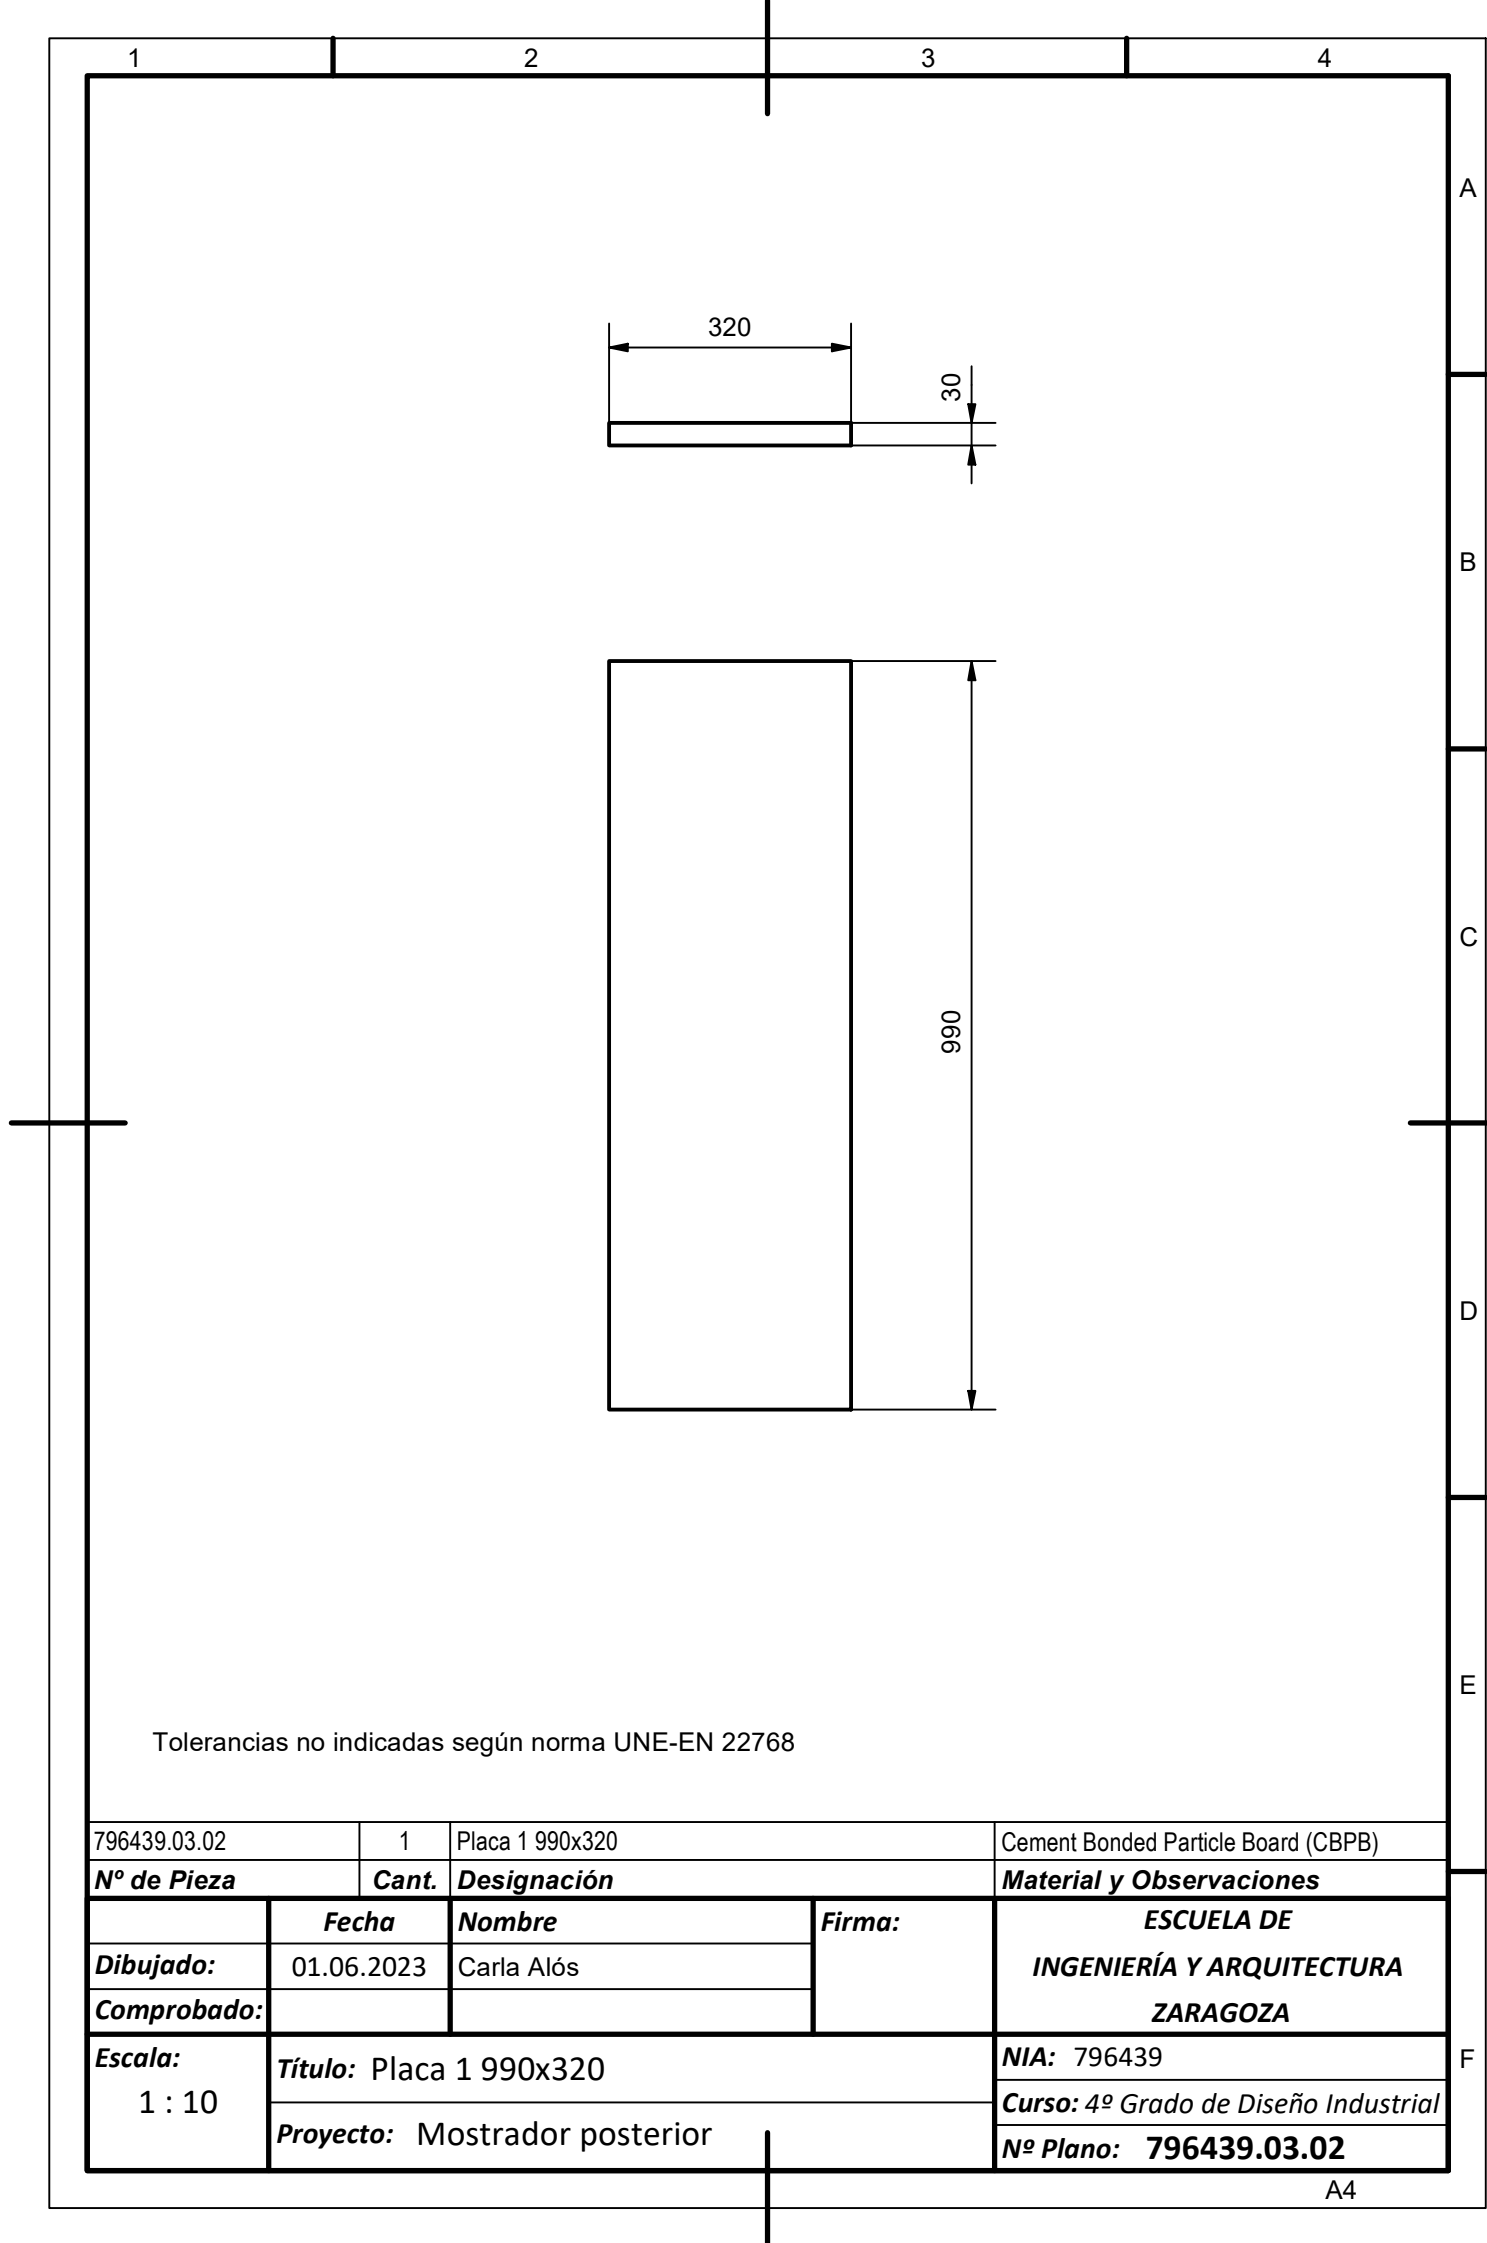 1 2 3 4
A
320
30
B
C
990
D
E
Tolerancias no indicadas según norma UNE-EN 22768
796439.03.02 1 Placa 1 990x320 Cement Bonded Particle Board (CBPB)
Nº de Pieza Cant. Designación Material y Observaciones
Fecha Nombre Firma: ESCUELA DE
Dibujado: 01.06.2023 Carla Alós INGENIERÍA Y ARQUITECTURA
Comprobado: ZARAGOZA
Escala: Título: Placa 1 990x320 NIA: 796439 F
1 : 10 Curso: 4º Grado de Diseño Industrial
Proyecto: Mostrador posterior Nº Plano: 796439.03.02
A4